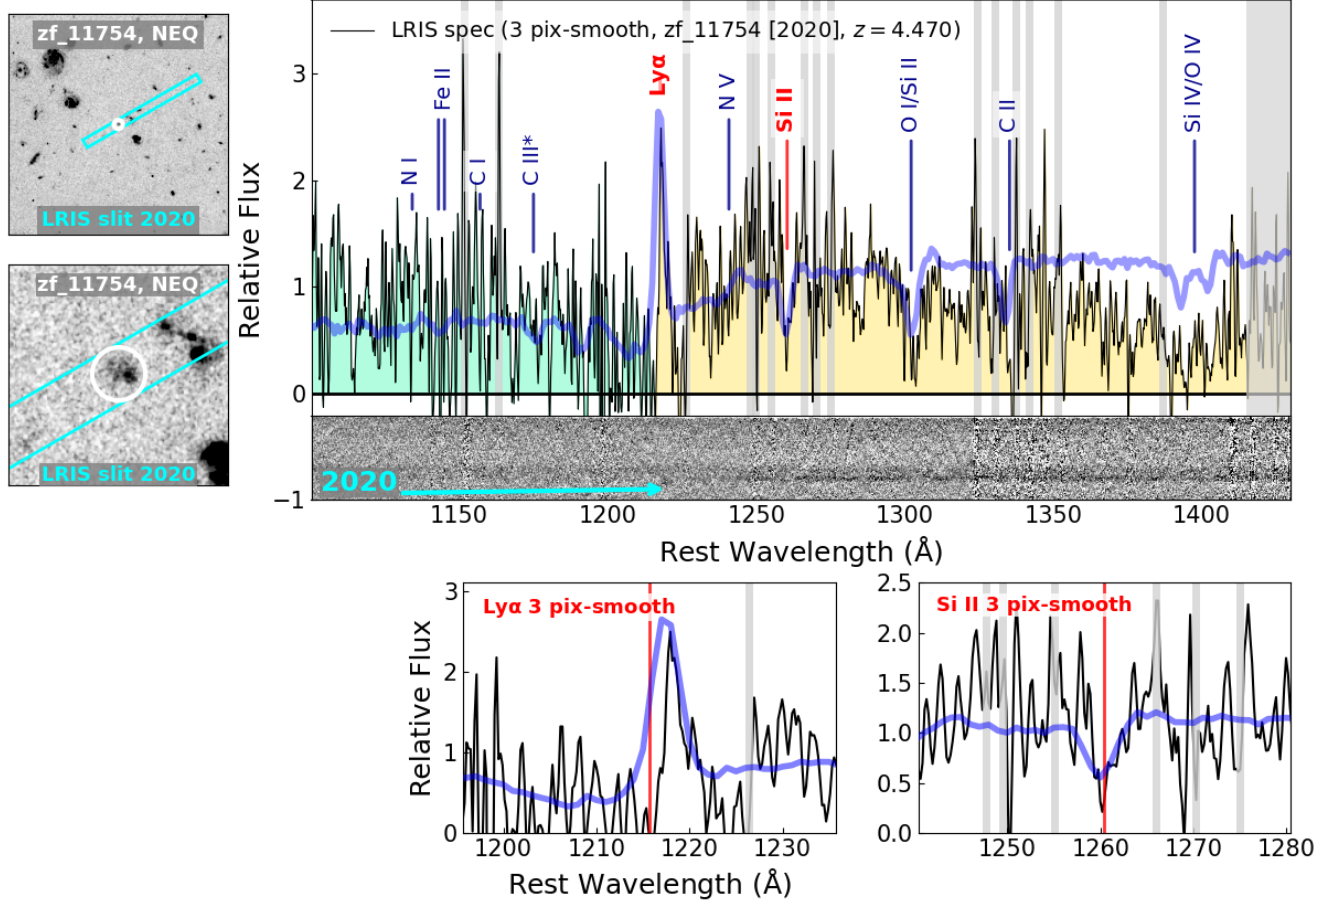 zf_11754, NEQ
LRIS slit 2020
zf_11754, NEQ
LRIS slit 2020
LRIS spec (3 pix-smooth, zf_11754 [2020], z = 4.470)
N I
Fe II
C I
C III*
Lyα
N V
Si II
O I/Si II
C II
Si IV/O IV
Relative Flux
3
2
1
0
−1
2020
1150
1200
1250
1300
1350
1400
Rest Wavelength (Å)
Lyα 3 pix-smooth
Relative Flux
3
2
1
0
1200
1210
1220
1230
Rest Wavelength (Å)
Si II 3 pix-smooth
2.5
2.0
1.5
1.0
0.5
0.0
1250
1260
1270
1280